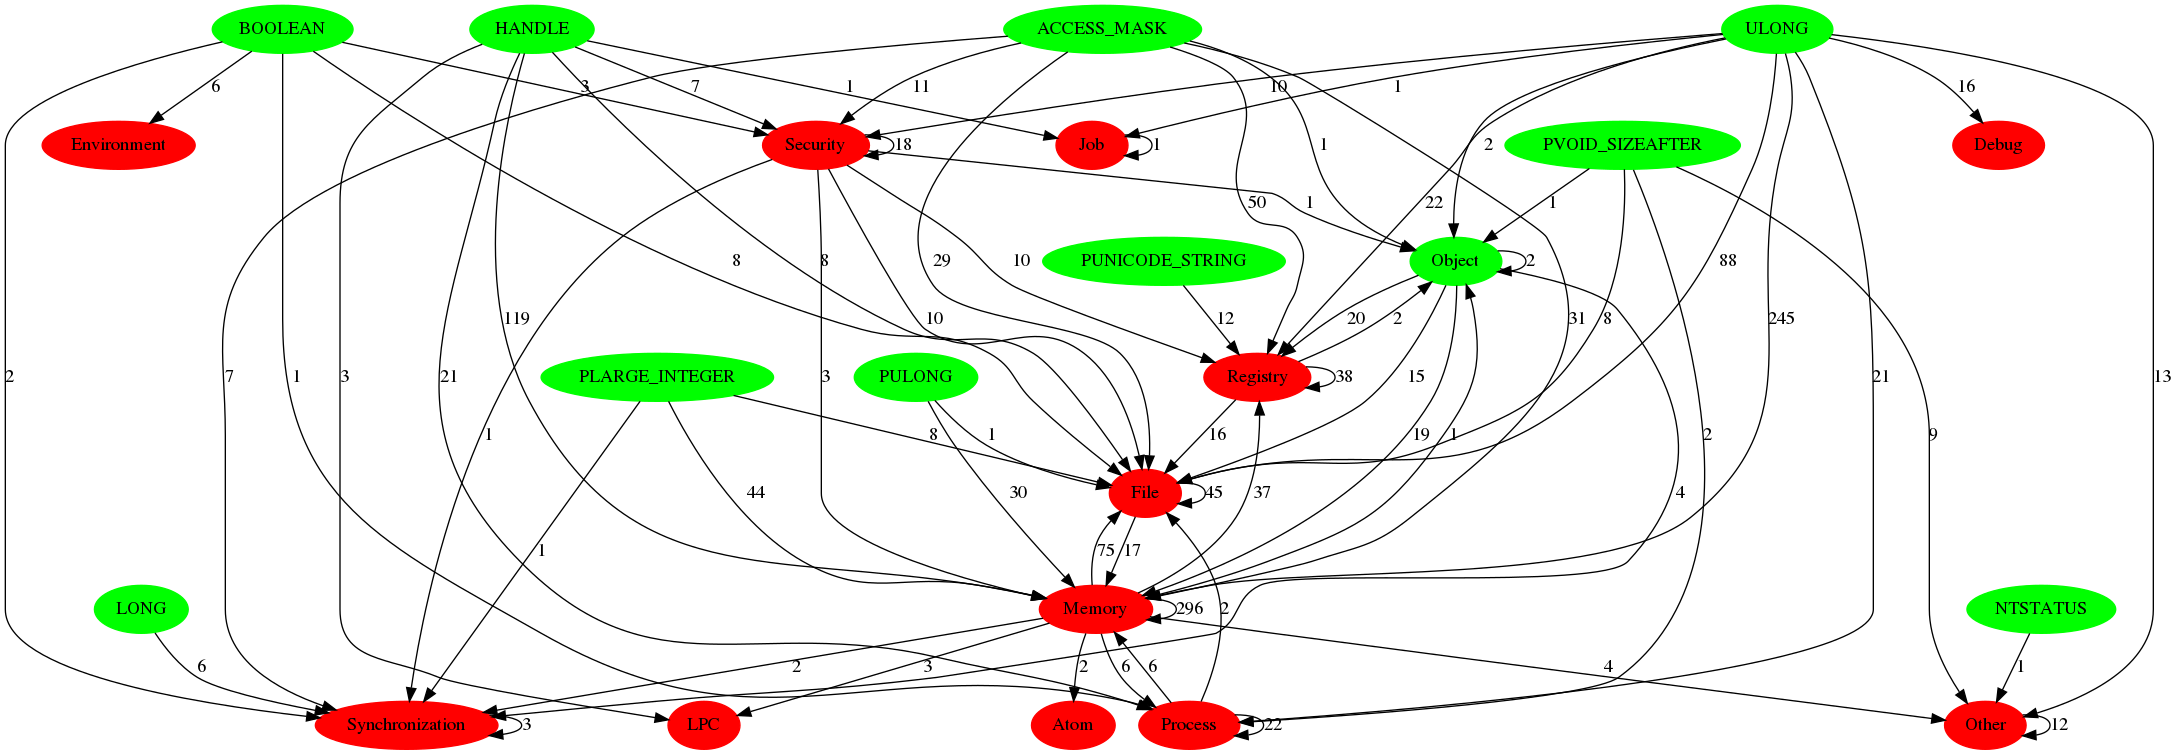 BOOLEAN HANDLE ACCESS_MASK ULONG
6 3 7 1 11 10 1 16
Environment Security 18 Job 1 1 2 PVOID_SIZEAFTER Debug
50 1 22 1
8 8 29 PUNICODE_STRING Object 2 88
119 10 10 12 20 2 31 245 8
2 1 3 21 7 PLARGE_INTEGER 3 PULONG Registry 38 15 21 13
1 8 1 16 19 1 2 9
44 30 File 45 37 4
1 75 17
LONG Memory 296 2 NTSTATUS
6 2 3 2 6 6 4 1
Synchronization 3 LPC Atom Process 22 Other 12